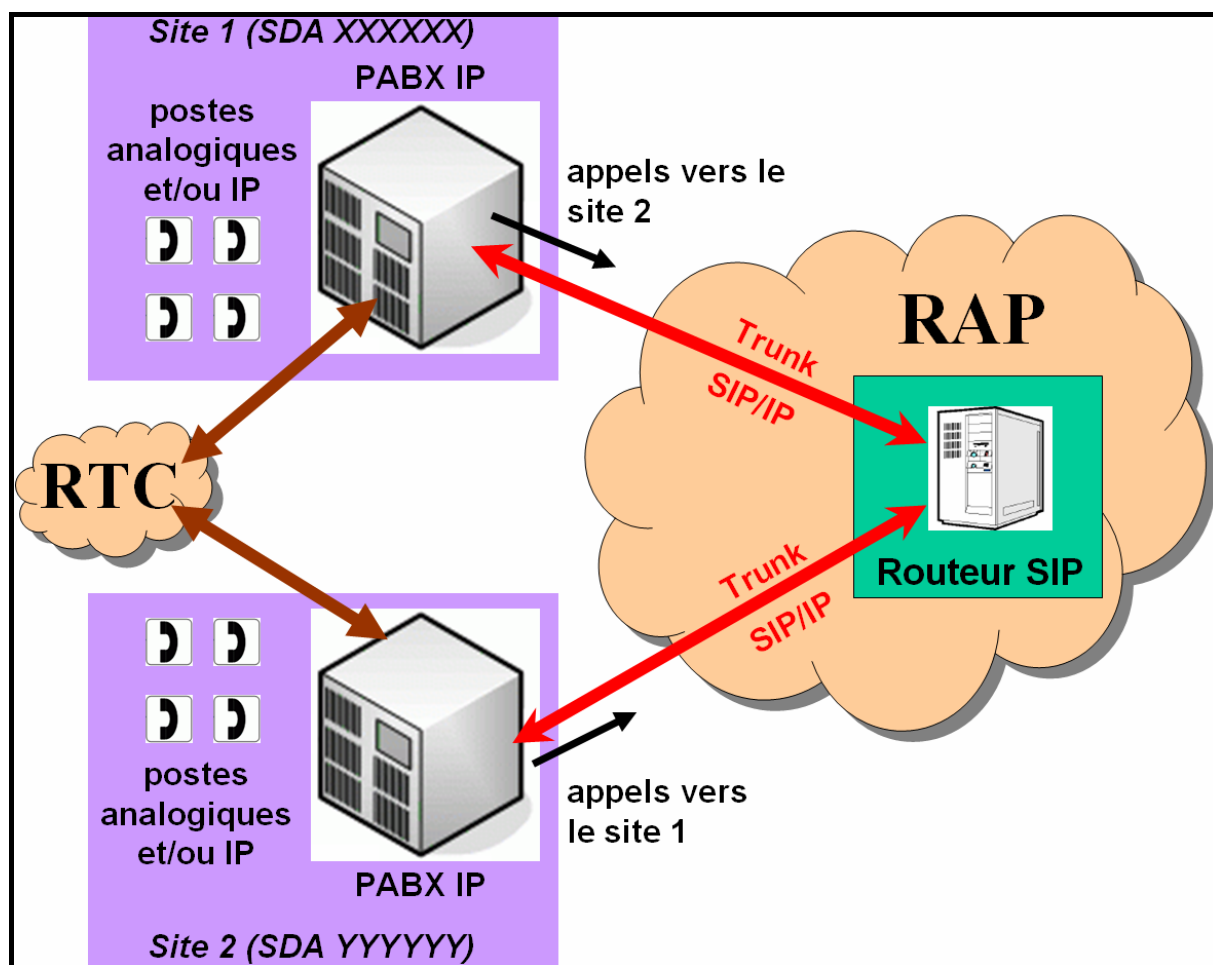 Site 1 (SDA XXXXXX)
PABX IP
postes
analogiques
et/ou IP
appels vers le
site 2
RAP
Trunk
SIP/IP
RTC
Routeur SIP
Trunk
SIP/IP
postes
analogiques
et/ou IP
appels vers
le site 1
PABX IP
Site 2 (SDA YYYYYY)